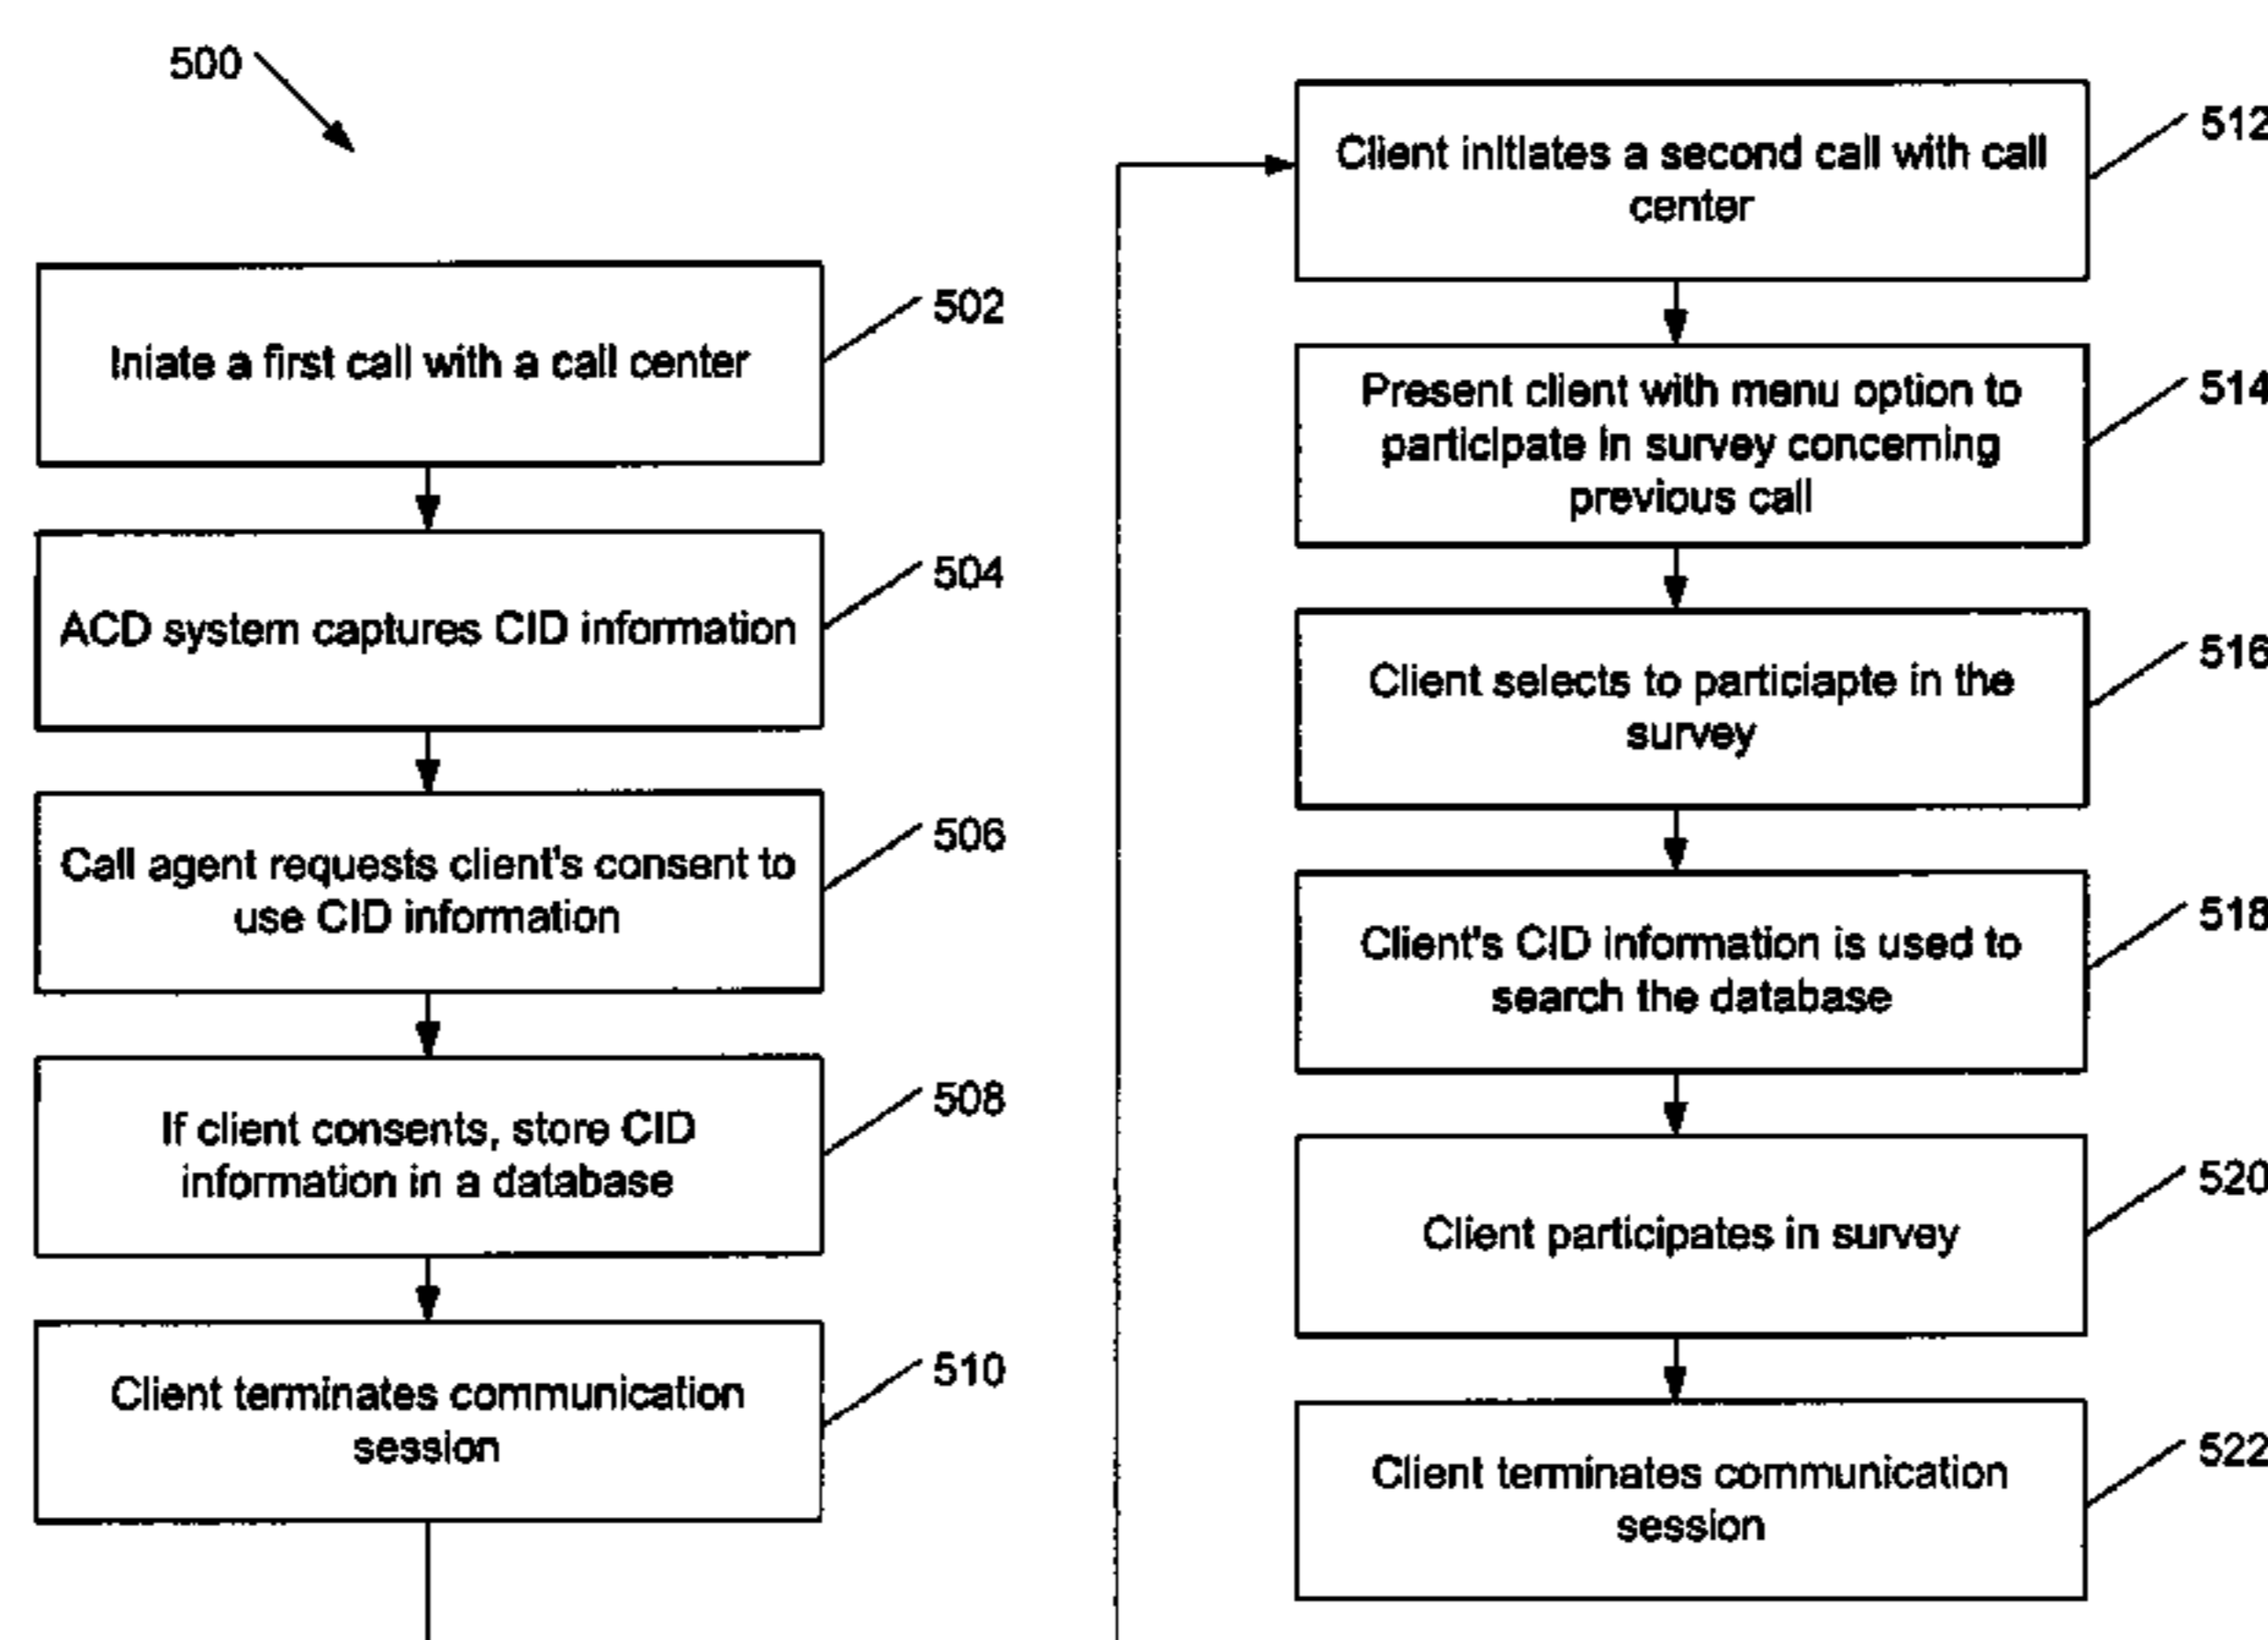 500
Iniate a first call with a call center
502
ACD system captures CID information
504
Call agent requests client's consent to
use CID information
506
If client consents, store CID
information in a database
508
Client terminates communication
session
510
Client initiates a second call with call
center
512
Present client with menu option to
participate in survey concerning
previous call
514
Client selects to particiapte in the
survey
516
Client's CID information is used to
search the database
518
Client participates in survey
520
Client terminates communication
session
522